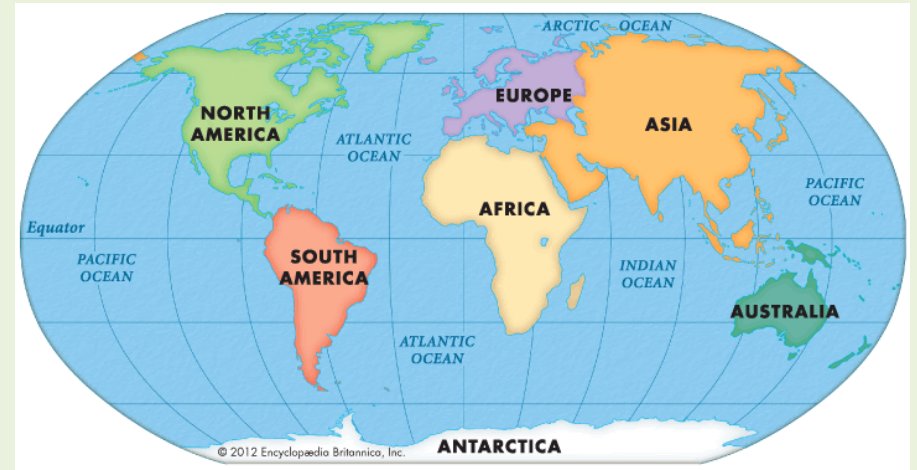 ARCTIC OCEAN
EUROPE
NORTH
AMERICA
ASIA
ATLANTIC
OCEAN
PACIFIC
OCEAN
AFRICA
Equator
PACIFIC
OCEAN
SOUTH
AMERICA
INDIAN
OCEAN
AUSTRALIA
ATLANTIC
OCEAN
ANTARCTICA
© 2012 Encyclopædia Britannica, Inc.